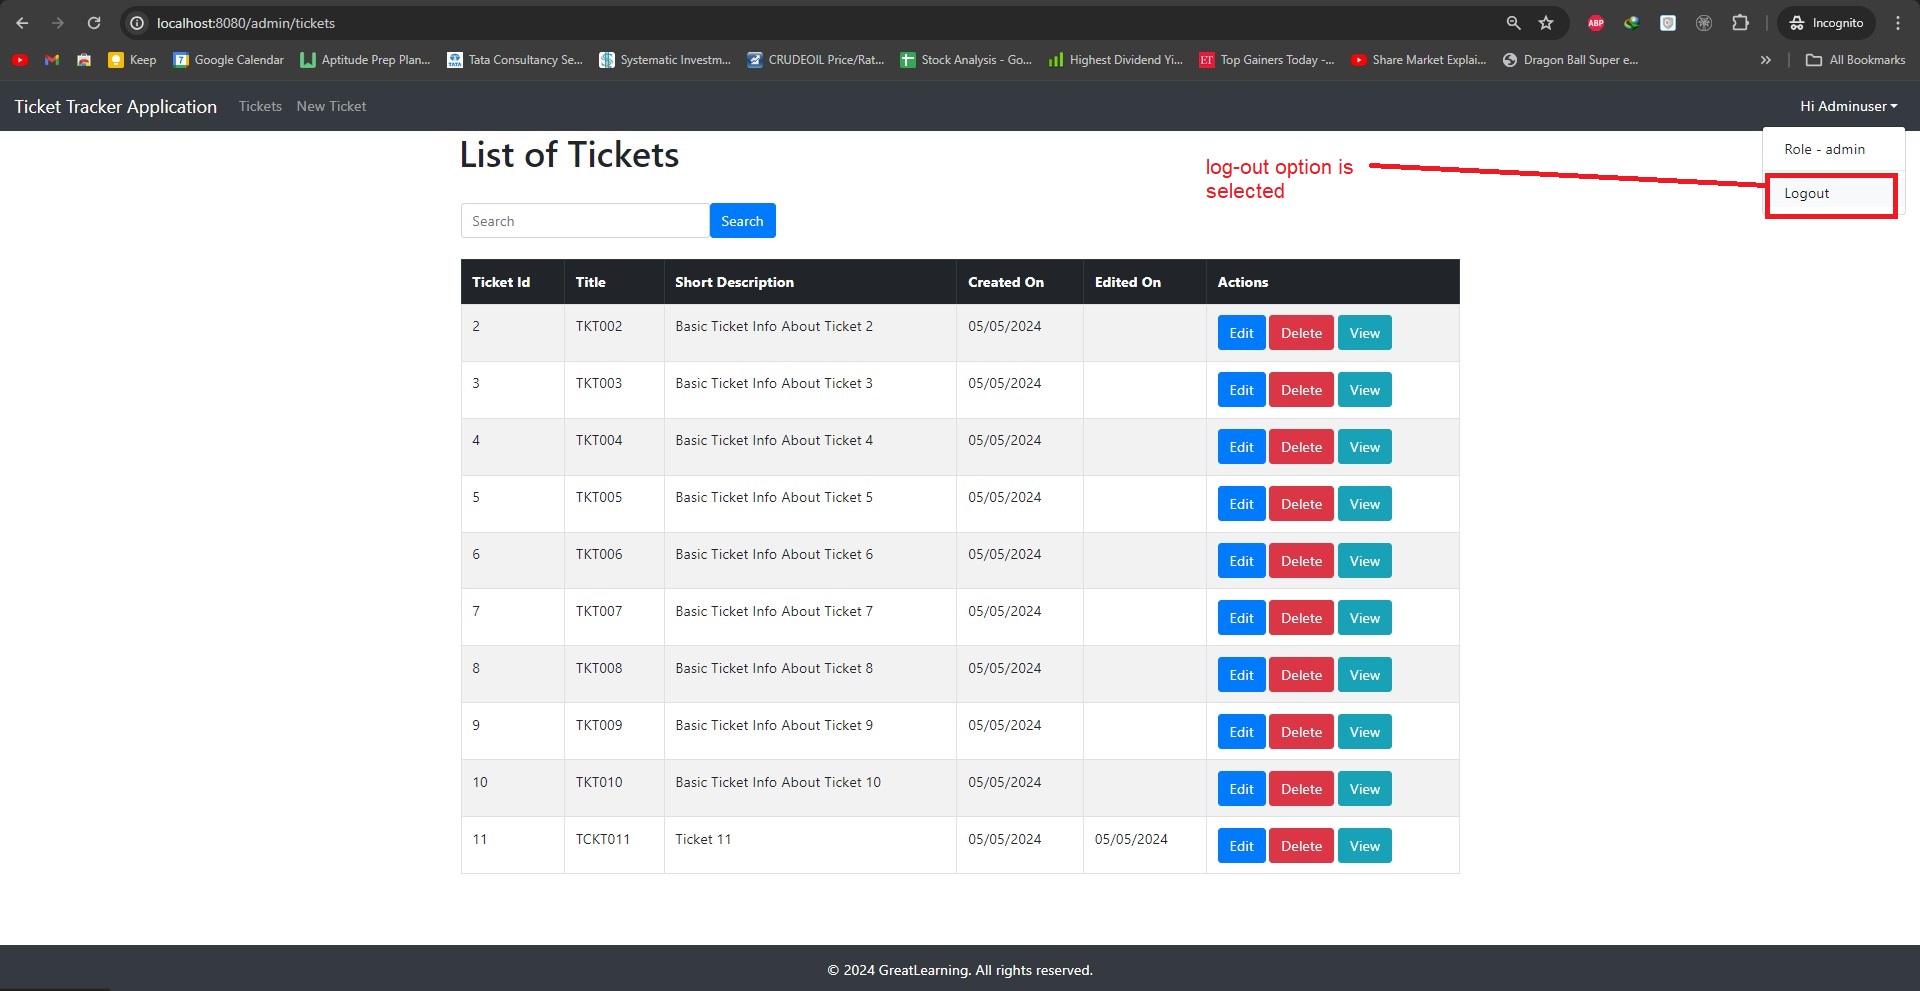 localhost:8080/admin/tickets
ABP
Incognito
Keep
7 Google Calendar
Aptitude Prep Plan...
TATA Tata Consultancy Se...
Systematic Investm...
CRUDEOIL Price/Rat...
Stock Analysis - Go...
Highest Dividend Yi...
ET Top Gainers Today -...
Share Market Explai...
Dragon Ball Super e...
»
All Bookmarks
Ticket Tracker Application Tickets New Ticket Hi Adminuser
Role - admin
Logout
List of Tickets
log-out option is
selected
Search Search
Ticket Id Title Short Description Created On Edited On Actions
2 TKT002 Basic Ticket Info About Ticket 2 05/05/2024 Edit Delete View
3 TKT003 Basic Ticket Info About Ticket 3 05/05/2024 Edit Delete View
4 TKT004 Basic Ticket Info About Ticket 4 05/05/2024 Edit Delete View
5 TKT005 Basic Ticket Info About Ticket 5 05/05/2024 Edit Delete View
6 TKT006 Basic Ticket Info About Ticket 6 05/05/2024 Edit Delete View
7 TKT007 Basic Ticket Info About Ticket 7 05/05/2024 Edit Delete View
8 TKT008 Basic Ticket Info About Ticket 8 05/05/2024 Edit Delete View
9 TKT009 Basic Ticket Info About Ticket 9 05/05/2024 Edit Delete View
10 TKT010 Basic Ticket Info About Ticket 10 05/05/2024 Edit Delete View
11 TCKT011 Ticket 11 05/05/2024 05/05/2024 Edit Delete View
© 2024 GreatLearning. All rights reserved.